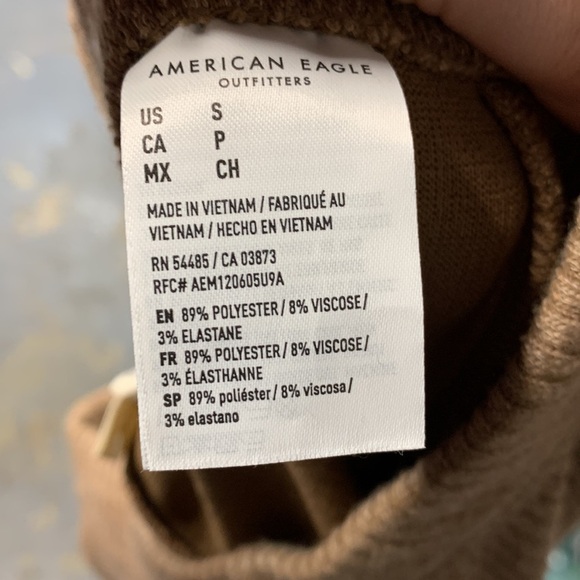 AMERICAN EAGLE
OUTFITTERS
US S
CA P
MX CH
MADE IN VIETNAM / FABRIQUÉ AU
VIETNAM / HECHO EN VIETNAM
RN 54485 / CA 03873
RFC# AEM120605U9A
EN 89% POLYESTER / 8% VISCOSE /
3% ELASTANE
FR 89% POLYESTER / 8% VISCOSE /
3% ÉLASTHANNE
SP 89% poliéster / 8% viscosa /
3% elastano